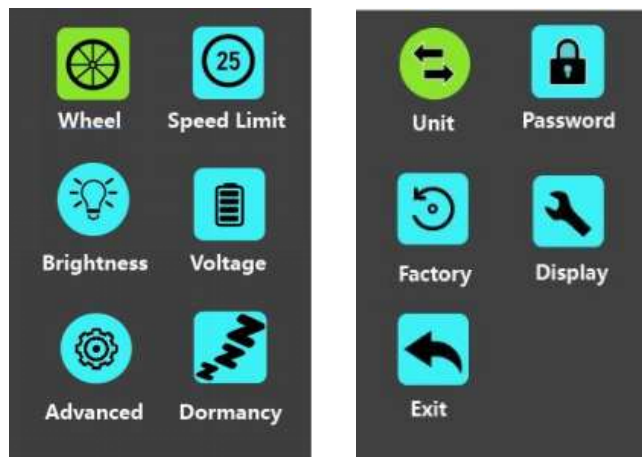 25
Wheel Speed Limit
Brightness Voltage
Advanced Dormancy
Unit Password
Factory Display
Exit